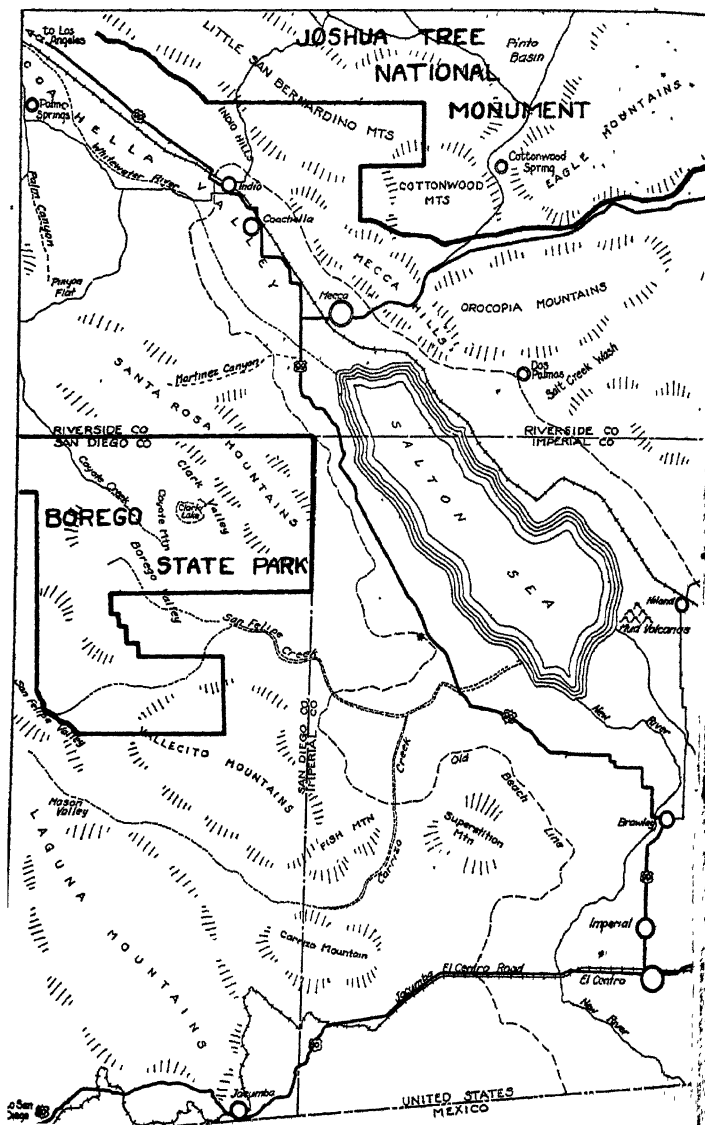 to Los
Angeles
LITTLE SAN BERNARDINO MTS
JOSHUA TREE
NATIONAL
MONUMENT
Pinto
Basin
COACHELLA VALLEY
Palm
Springs
Whitewater River
INDIO HILLS
Indio
Coachella
Cottonwood
Spring
COTTONWOOD
MTS
EAGLE MOUNTAINS
Palm Canyon
Pinyon
Flat
MECCA HILLS
Mecca
OROCOPIA MOUNTAINS
Martinez Canyon
Dos
Palmas
Salt Creek Wash
SANTA ROSA MOUNTAINS
RIVERSIDE CO
SAN DIEGO CO
RIVERSIDE CO
IMPERIAL CO
SALTON
SEA
Coyote Creek
Coyote Mtn
Clark
Lake
Clark Valley
BOREGO
STATE PARK
Borego Valley
San Felipe
Creek
Niland
Mud Volcanos
San Felipe Valley
VALLECITO MOUNTAINS
SAN DIEGO CO
IMPERIAL CO
New
River
Mason
Valley
FISH MTN
Carrizo
Creek
Old
Beach
Line
Superstition
Mtn
Brawley
LAGUNA MOUNTAINS
Carrizo Mountain
Imperial
Jacumba
El Centro Road
El Centro
New
River
Jacumba
UNITED STATES
MEXICO